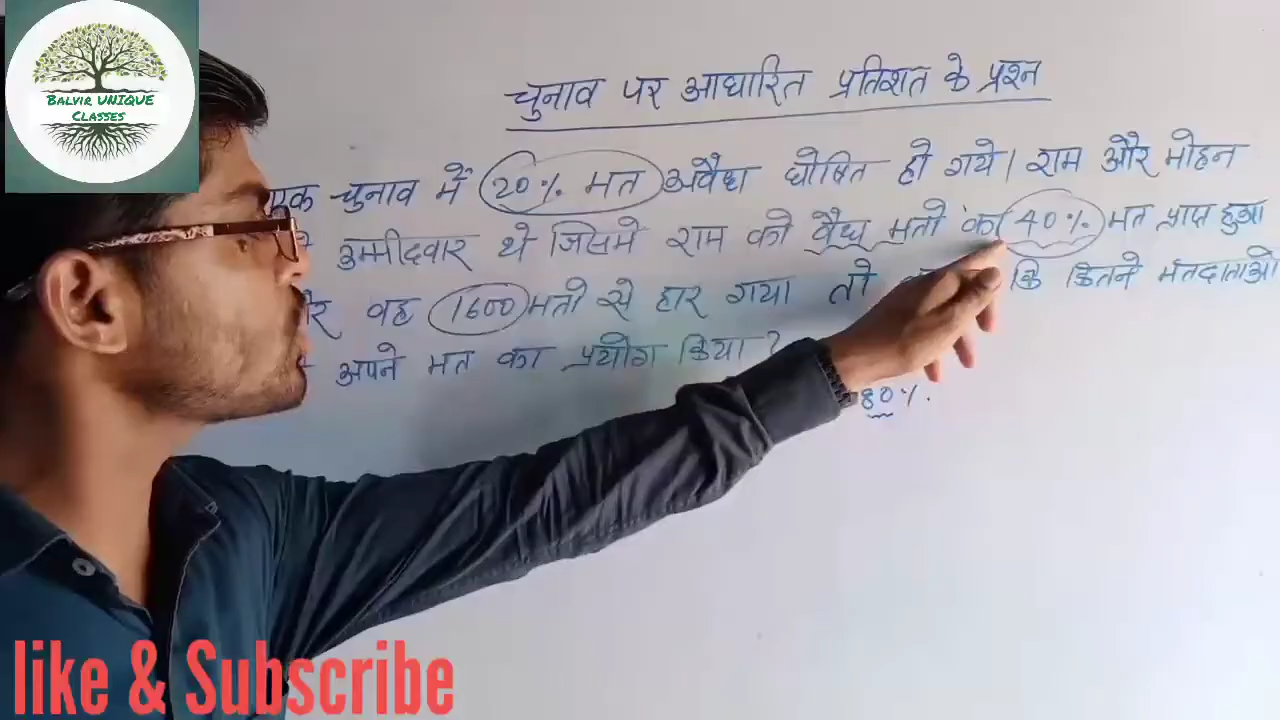 BALVIR UNIQUE
CLASSES
चुनाव पर आधारित प्रतिशत के प्रश्न
एक चुनाव में 20% मत अवैध घोषित हो गये। राम और मोहन
उम्मीदवार थे जिसमे राम को वैध मतो का 40% मत प्राप्त हुआ
वह 1600 मतो से हार गया तो कि कितने मतदाताओ
अपने मत का प्रयोग किया?
80%.
like & Subscribe